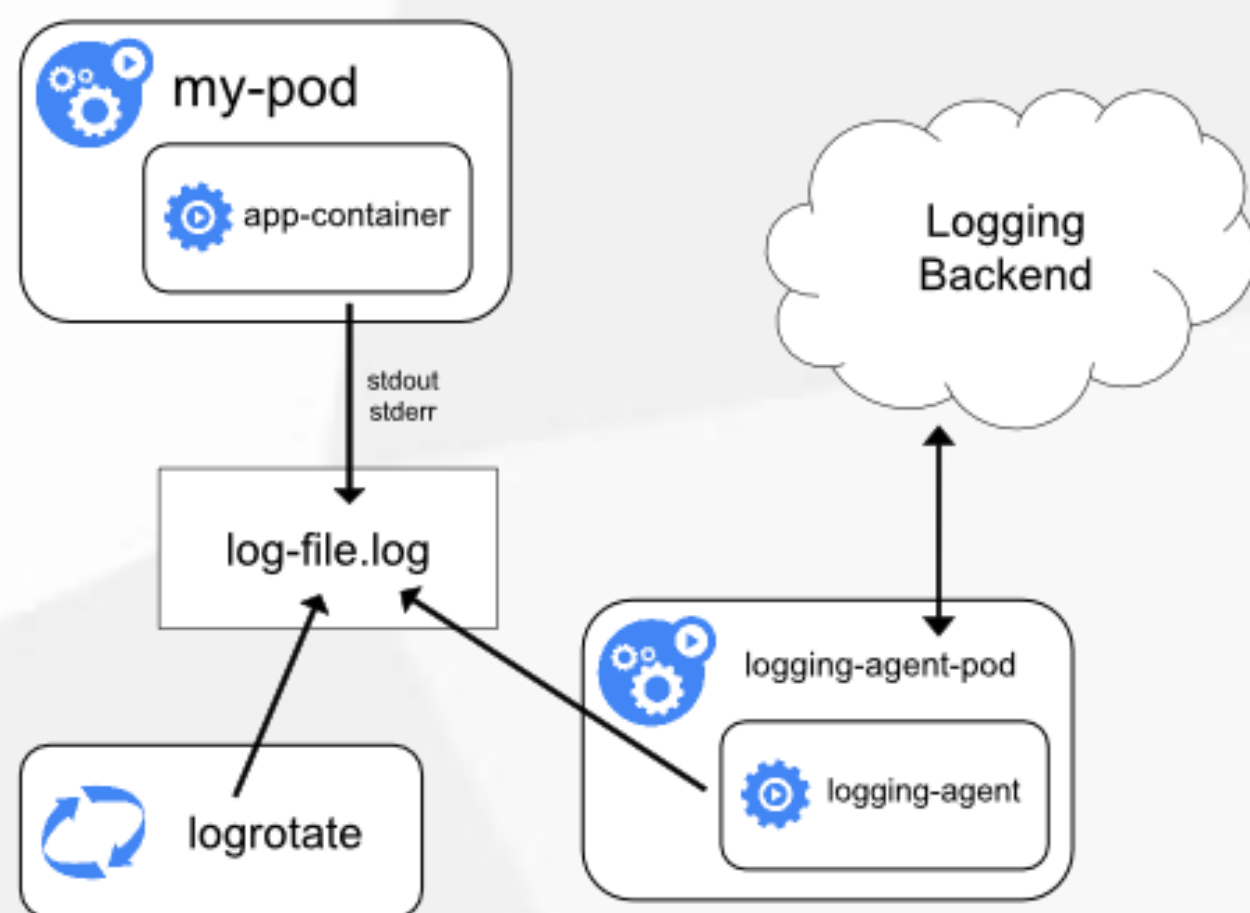 my-pod
app-container
stdout
stderr
log-file.log
logrotate
Logging
Backend
logging-agent-pod
logging-agent